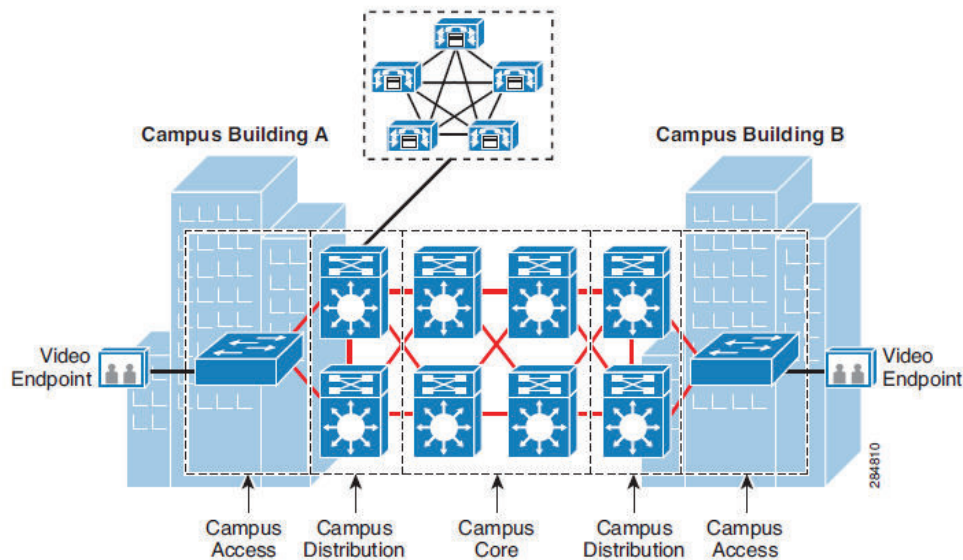 Campus Building A
Campus Building B
Video
Endpoint
Video
Endpoint
284810
Campus
Access
Campus
Distribution
Campus
Core
Campus
Distribution
Campus
Access